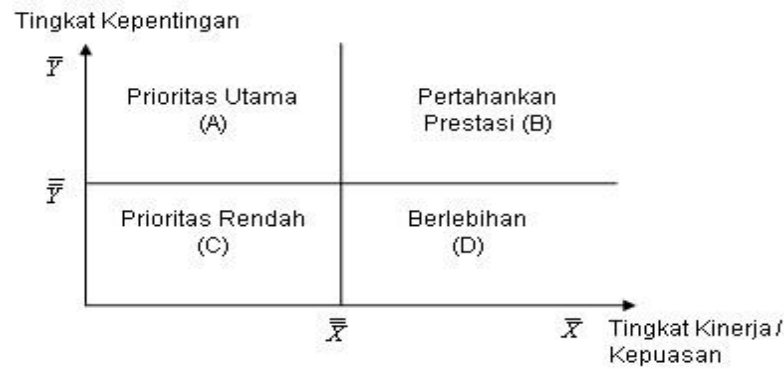 Tingkat Kepentingan
Y̅
Prioritas Utama
(A)
Pertahankan
Prestasi (B)
Y̿
Prioritas Rendah
(C)
Berlebihan
(D)
X̿
X̅
Tingkat Kinerja/
Kepuasan